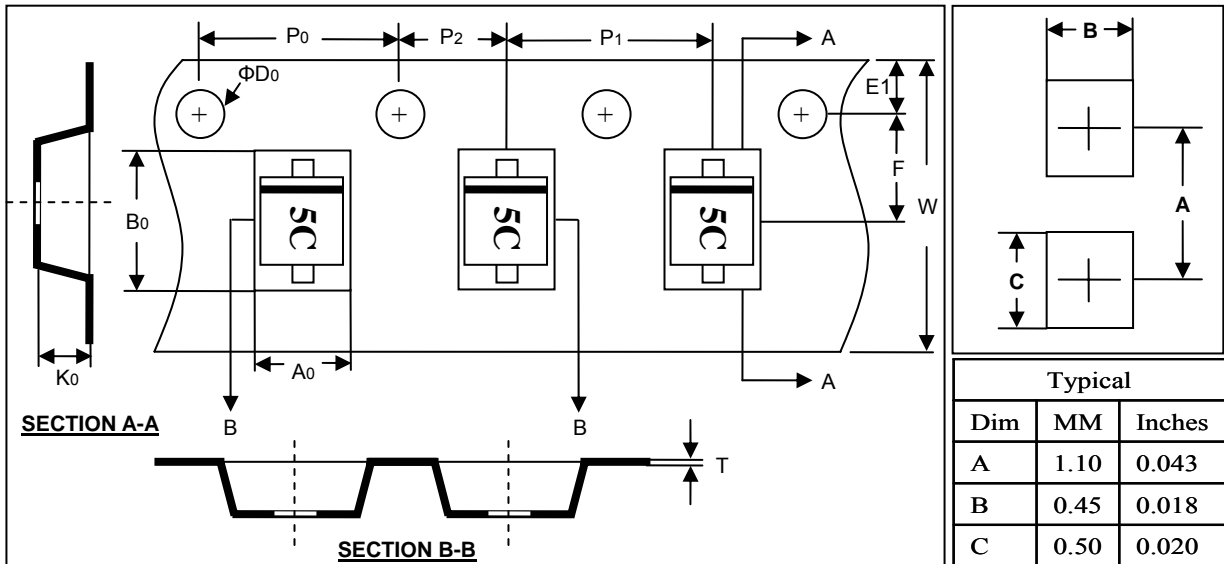 P0
P2
P1
A
ΦD0
E1
F
W
B0
5C
5C
5C
K0
A0
A
SECTION A-A
B
B
T
SECTION B-B
B
A
C
Typical
Dim MM Inches
A 1.10 0.043
B 0.45 0.018
C 0.50 0.020